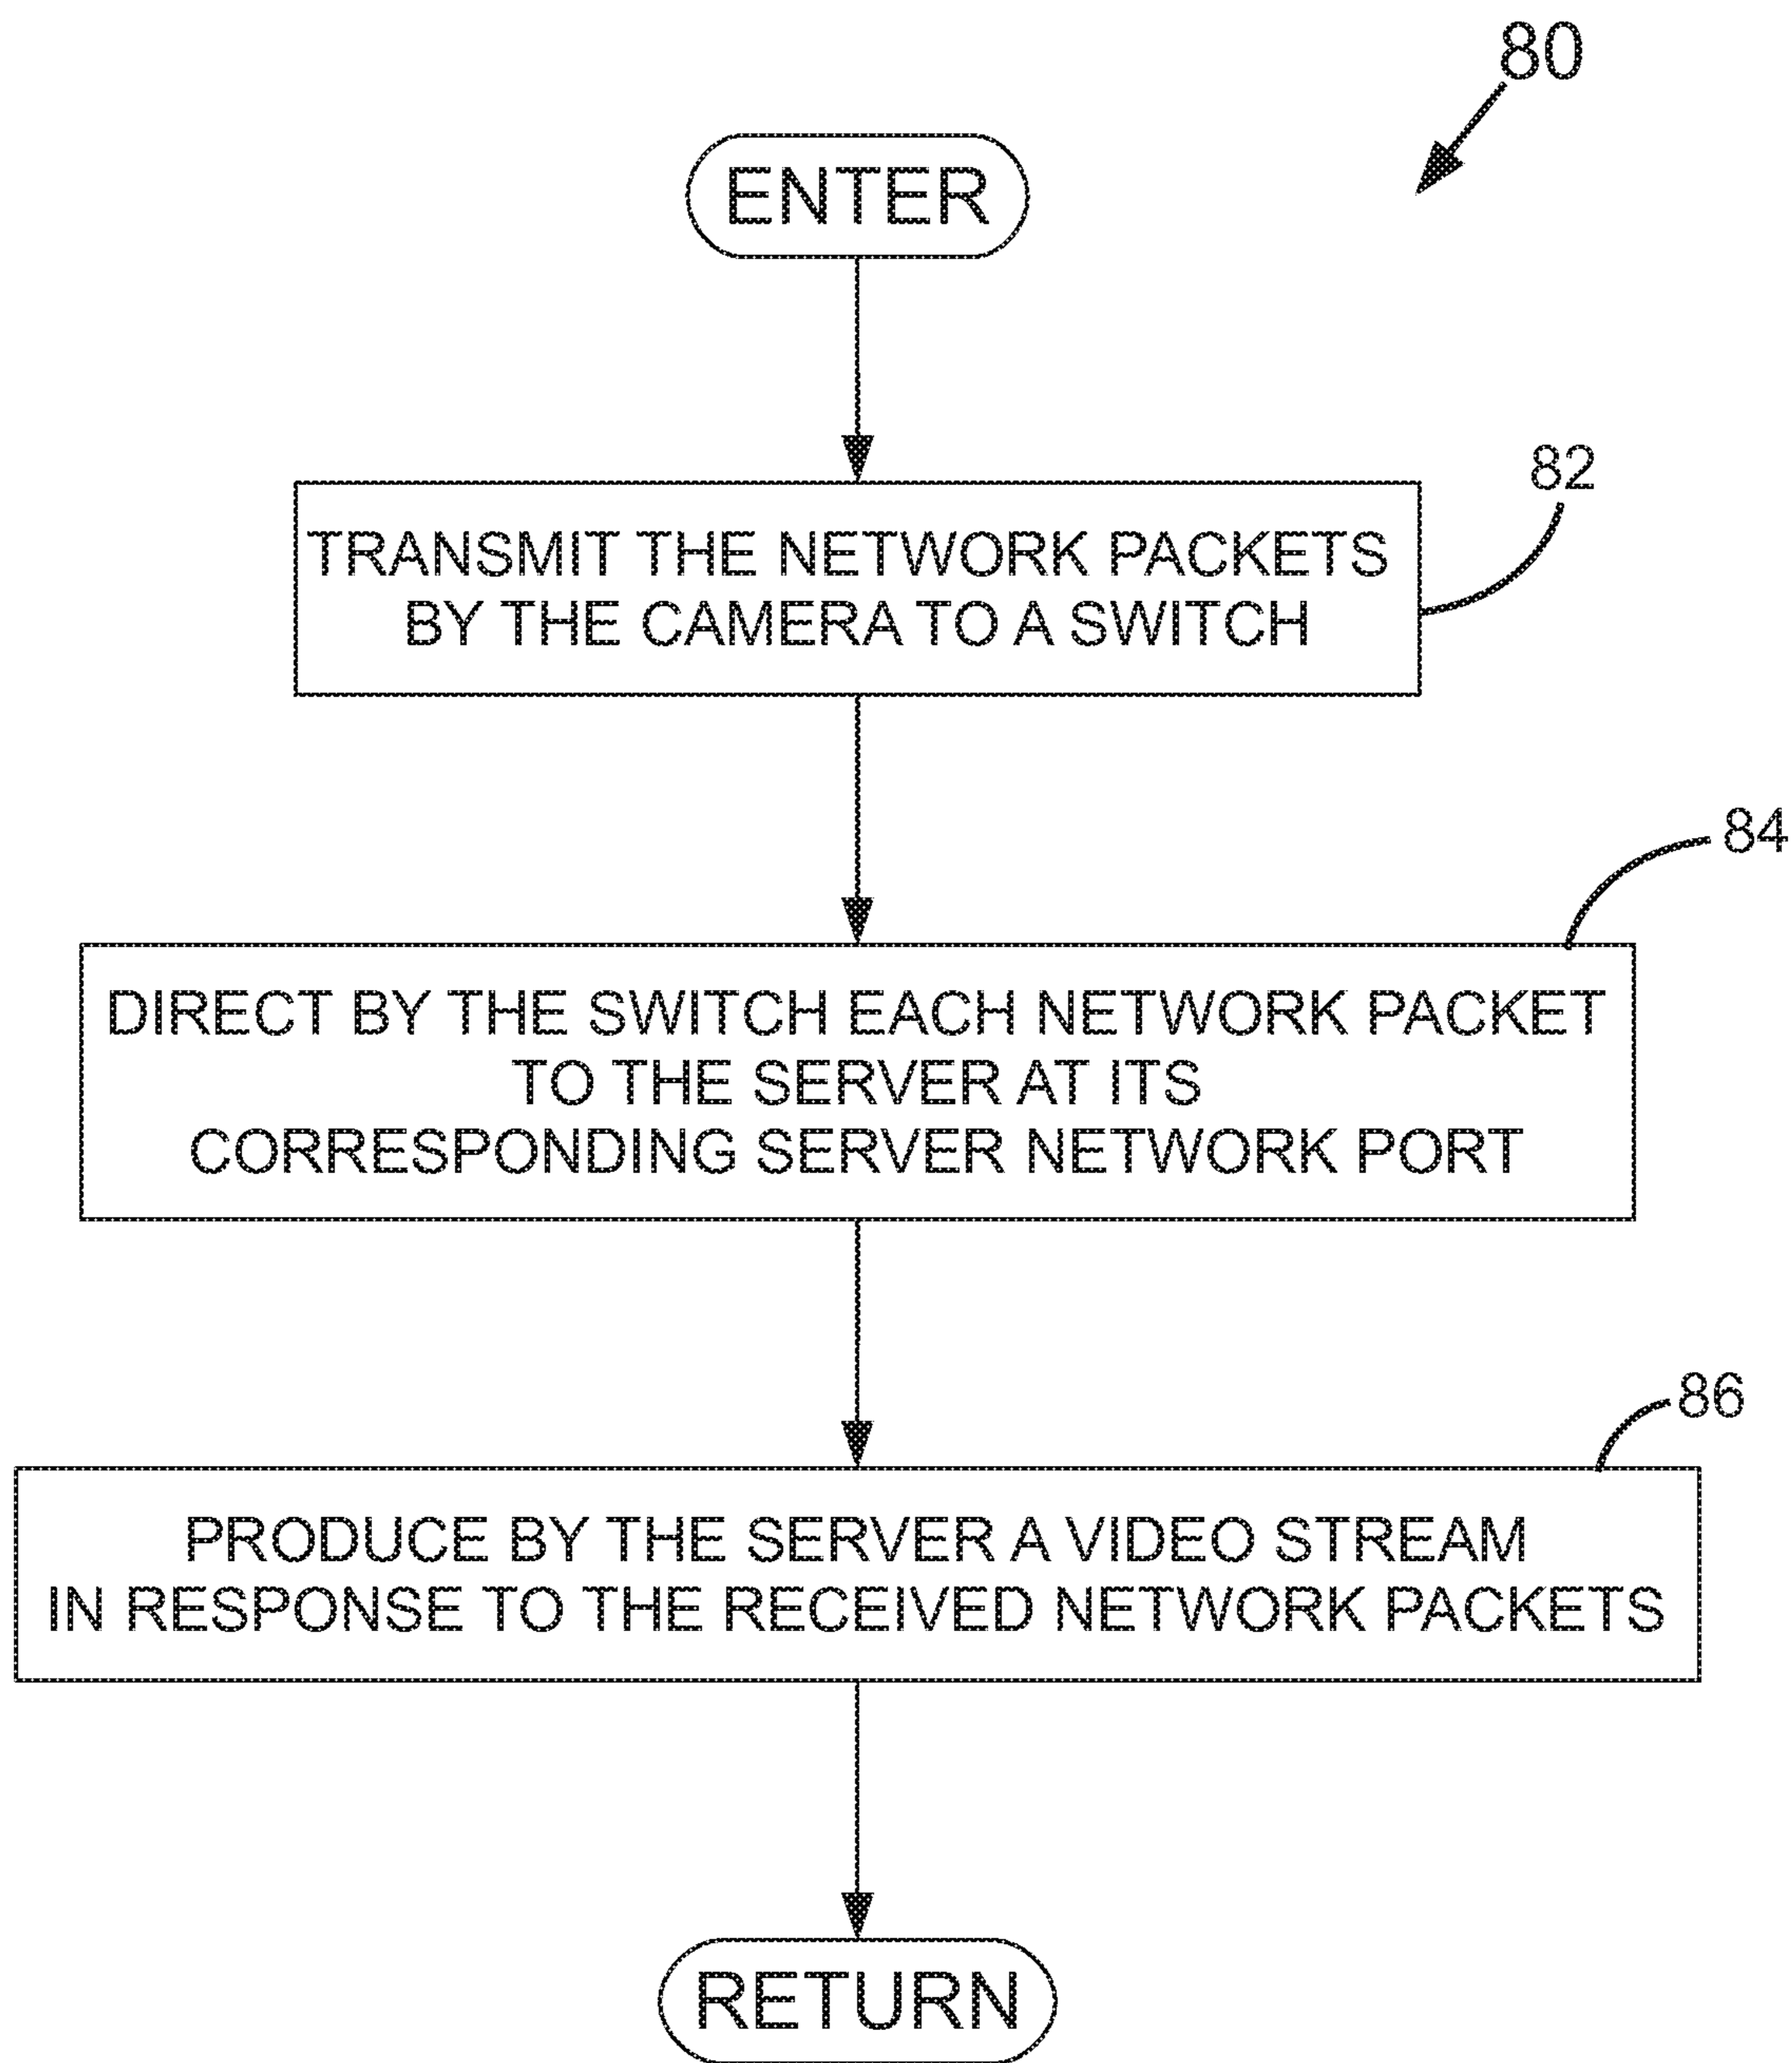 80
ENTER
82
TRANSMIT THE NETWORK PACKETS
BY THE CAMERA TO A SWITCH
84
DIRECT BY THE SWITCH EACH NETWORK PACKET
TO THE SERVER AT ITS
CORRESPONDING SERVER NETWORK PORT
86
PRODUCE BY THE SERVER A VIDEO STREAM
IN RESPONSE TO THE RECEIVED NETWORK PACKETS
RETURN